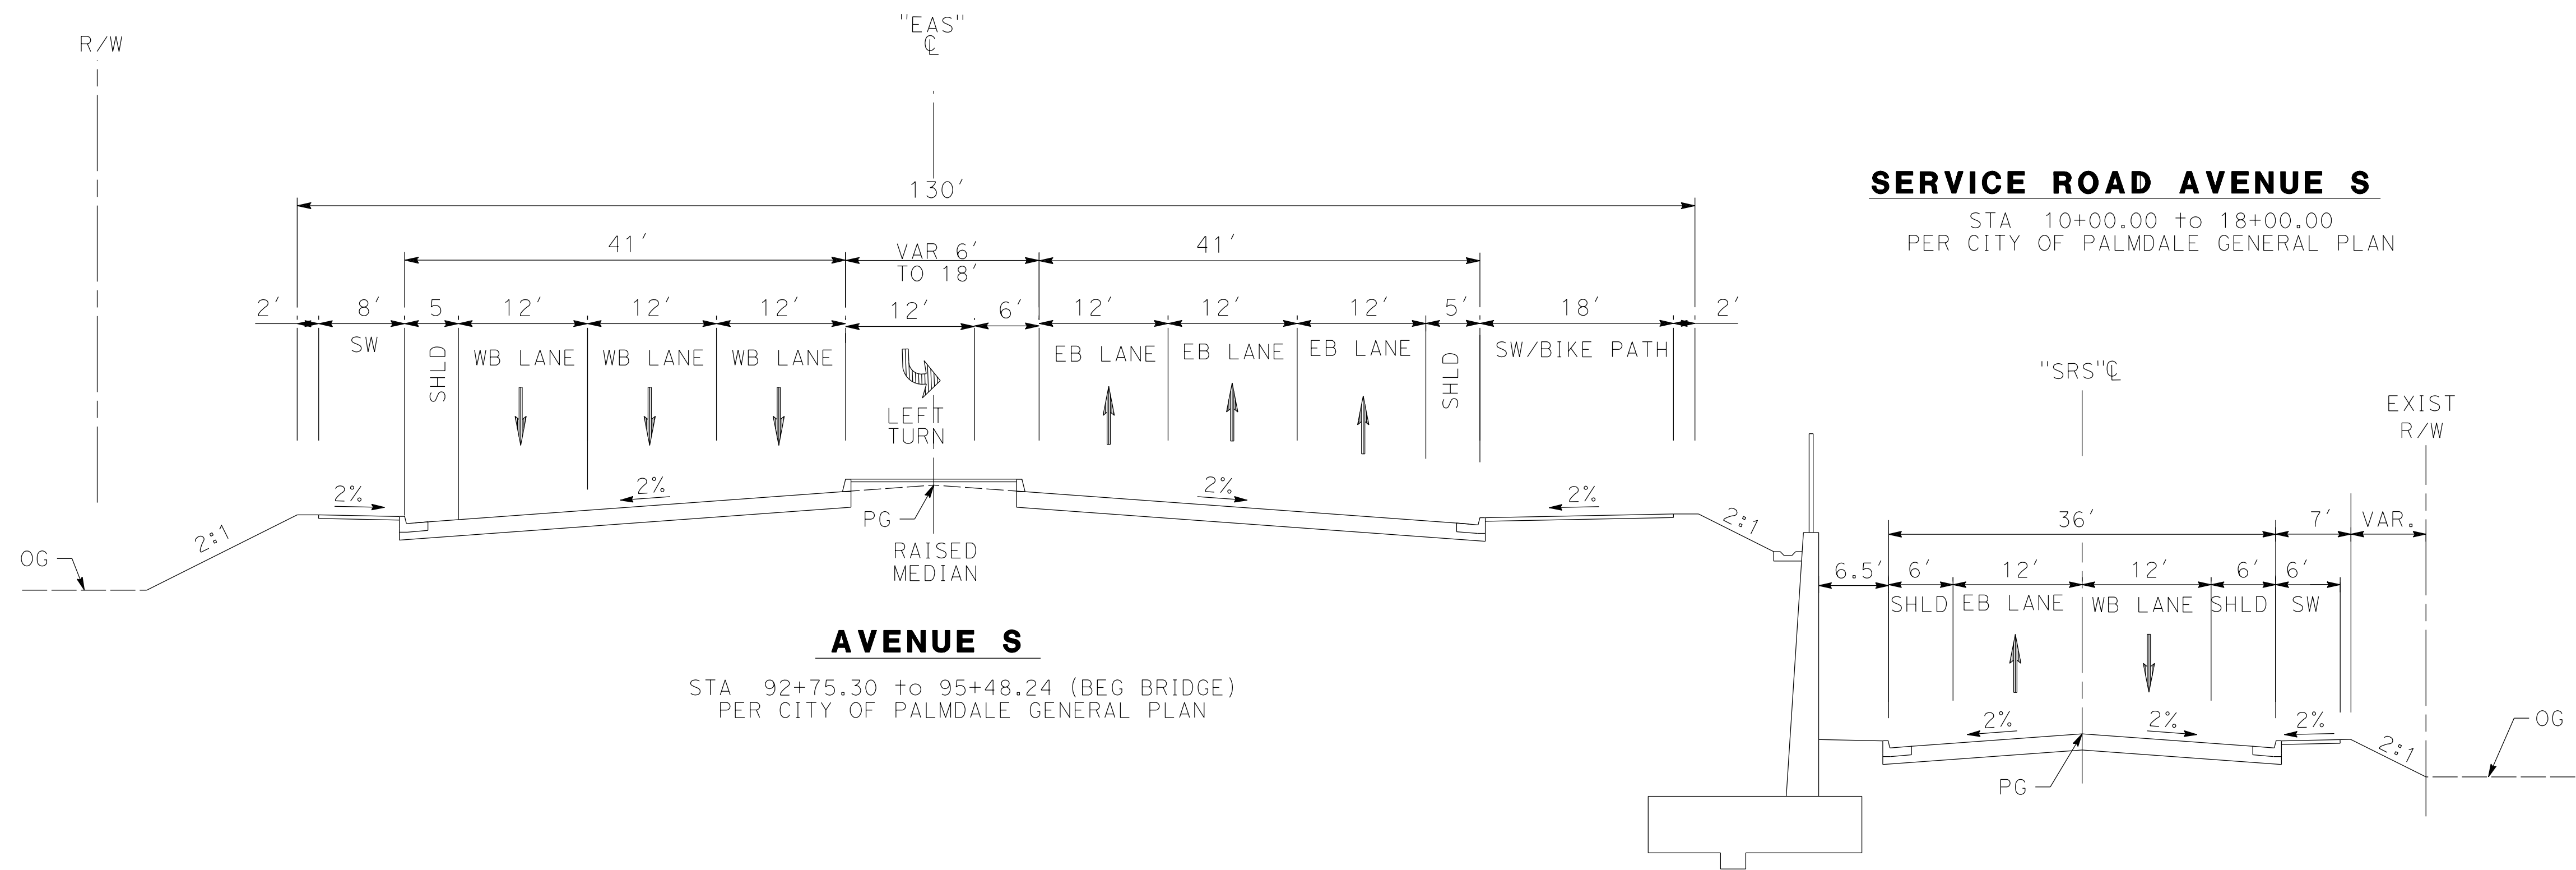 R/W
"EAS"
℄
130′
41′
VAR 6′
TO 18′
41′
2′
8′
5
12′
12′
12′
12′
6′
12′
12′
12′
5′
18′
2′
SW
SHLD
WB LANE
WB LANE
WB LANE
LEFT
TURN
EB LANE
EB LANE
EB LANE
SHLD
SW/BIKE PATH
2%
2%
2%
2%
2:1
2:1
OG
PG
RAISED
MEDIAN
AVENUE S
STA 92+75.30 to 95+48.24 (BEG BRIDGE)
PER CITY OF PALMDALE GENERAL PLAN
SERVICE ROAD AVENUE S
STA 10+00.00 to 18+00.00
PER CITY OF PALMDALE GENERAL PLAN
"SRS"℄
EXIST
R/W
36′
7′
VAR.
6.5′
6′
12′
12′
6′
6′
SHLD
EB LANE
WB LANE
SHLD
SW
2%
2%
2%
2:1
OG
PG